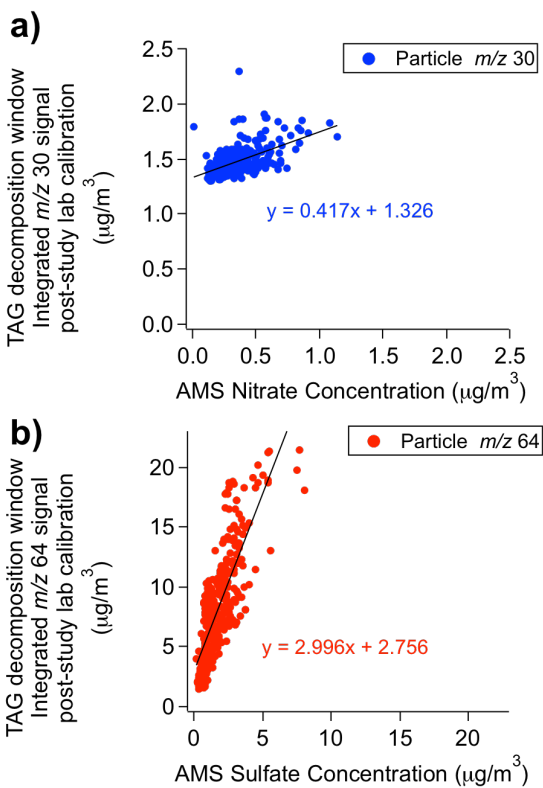 a)
TAG decomposition window
Integrated m/z 30 signal
post-study lab calibration
(μg/m³)
2.5
2.0
1.5
1.0
0.5
0.0
Particle m/z 30
y = 0.417x + 1.326
0.0 0.5 1.0 1.5 2.0 2.5
AMS Nitrate Concentration (μg/m³)
b)
TAG decomposition window
Integrated m/z 64 signal
post-study lab calibration
(μg/m³)
20
15
10
5
0
Particle m/z 64
y = 2.996x + 2.756
0 5 10 15 20
AMS Sulfate Concentration (μg/m³)